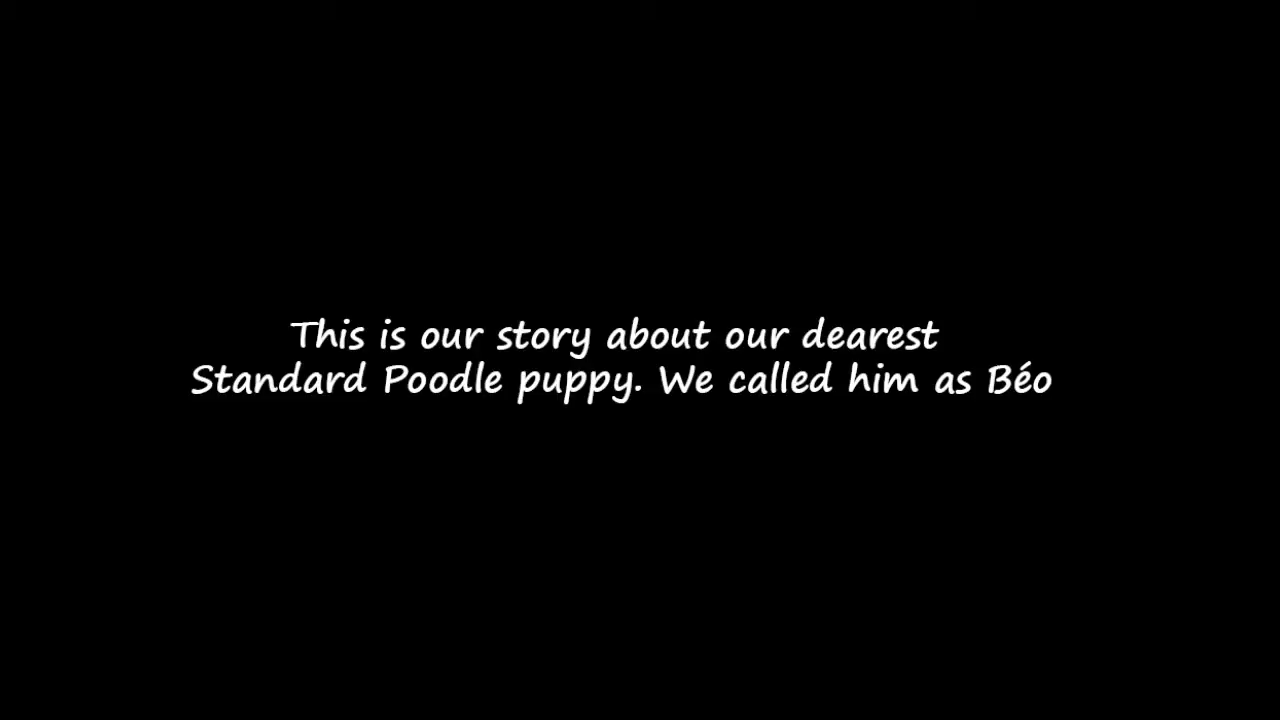 This is our story about our dearest
Standard Poodle puppy. We called him as Béo